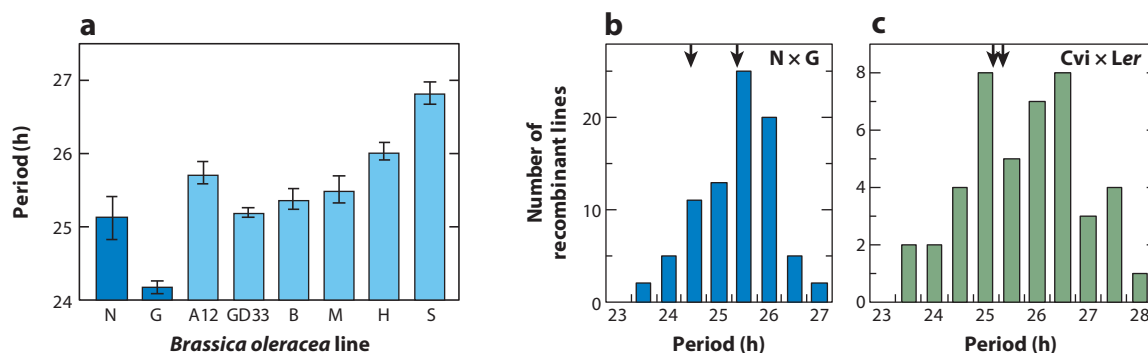 a
Period (h)
27
26
25
24
N G A12 GD33 B M H S
Brassica oleracea line
b
N × G
Number of
recombinant lines
20
10
0
23 24 25 26 27
Period (h)
c
Cvi × Ler
8
6
4
2
0
23 24 25 26 27 28
Period (h)